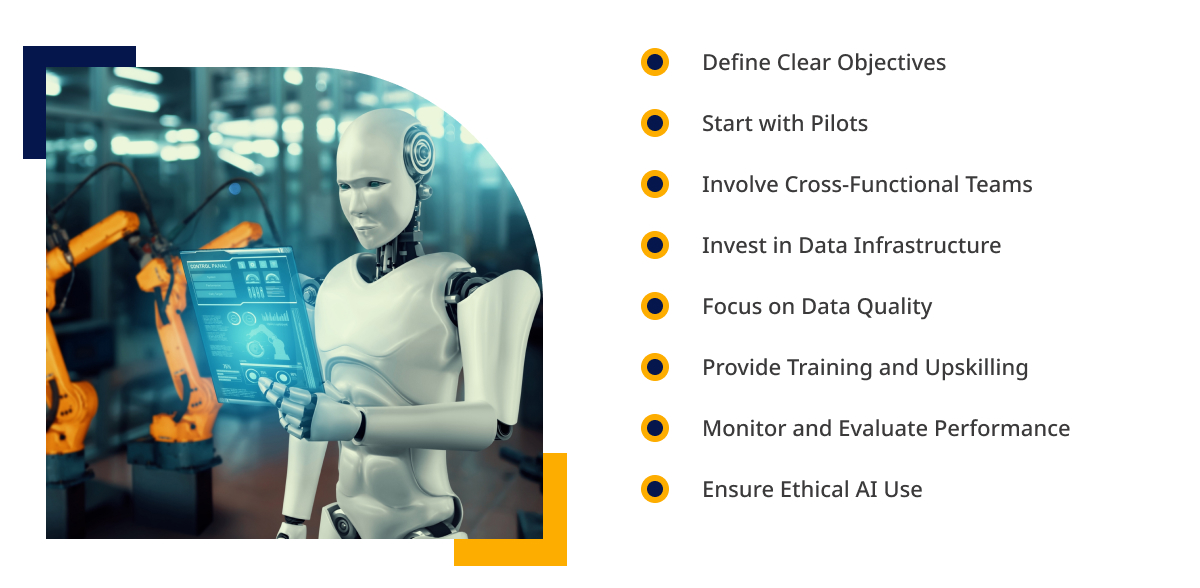 CONTROL PANEL
Define Clear Objectives
Start with Pilots
Involve Cross-Functional Teams
Invest in Data Infrastructure
Focus on Data Quality
Provide Training and Upskilling
Monitor and Evaluate Performance
Ensure Ethical AI Use